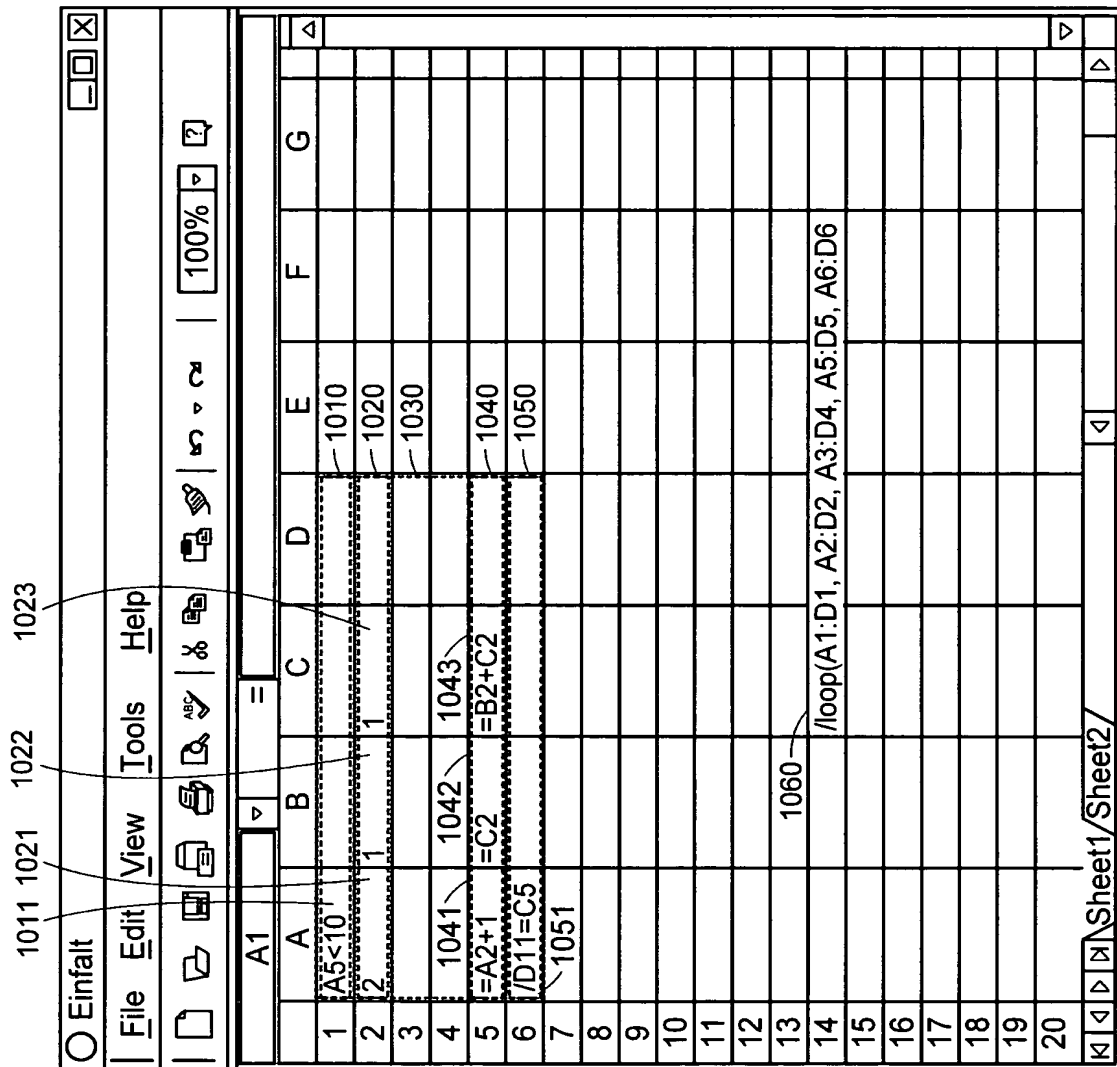 Einfalt
File Edit View Tools Help
ABC 100% ?
A1 =
A B C D E F G
1 A5<10 1010
2 2 1 1 1020
3 1030
4 1041 1042 1043
5 =A2+1 =C2 =B2+C2 1040
6 /D11=C5 1050
7 1051
8
9
10
11
12
13 1060
14 /loop(A1:D1, A2:D2, A3:D4, A5:D5, A6:D6
15
16
17
18
19
20
Sheet1/Sheet2/
1011 1021 1022 1023